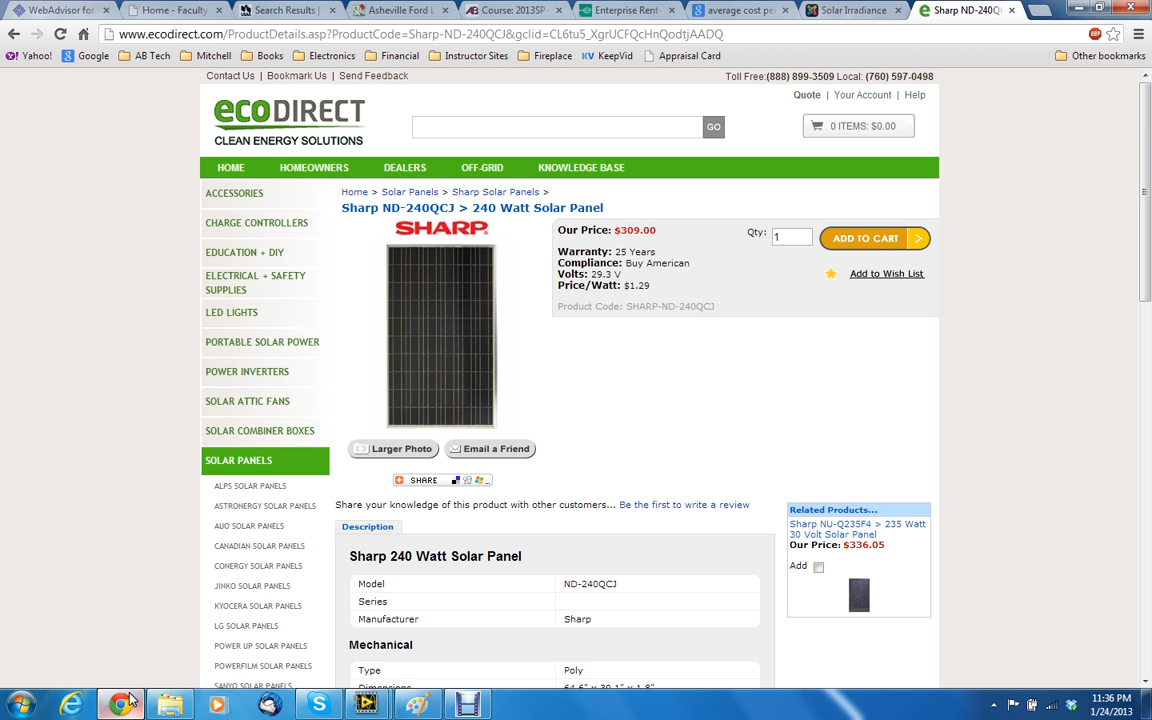 WebAdvisor for
Home - Faculty
Search Results |
Asheville Ford L
Course: 2013SP
Enterprise Rent-
average cost pe
Solar Irradiance
Sharp ND-240Q
www.ecodirect.com/ProductDetails.asp?ProductCode=Sharp-ND-240QCJ&gclid=CL6tu5_XgrUCFQcHnQodtjAADQ
Yahoo! Google AB Tech Mitchell Books Electronics Financial Instructor Sites Fireplace KV KeepVid Appraisal Card Other bookmarks
Contact Us | Bookmark Us | Send Feedback
Toll Free:(888) 899-3509 Local: (760) 597-0498
Quote | Your Account | Help
ecoDIRECT
CLEAN ENERGY SOLUTIONS
GO
0 ITEMS: $0.00
HOME HOMEOWNERS DEALERS OFF-GRID KNOWLEDGE BASE
ACCESSORIES
CHARGE CONTROLLERS
EDUCATION + DIY
ELECTRICAL + SAFETY
SUPPLIES
LED LIGHTS
PORTABLE SOLAR POWER
POWER INVERTERS
SOLAR ATTIC FANS
SOLAR COMBINER BOXES
SOLAR PANELS
ALPS SOLAR PANELS
ASTRONERGY SOLAR PANELS
AUO SOLAR PANELS
CANADIAN SOLAR PANELS
CONERGY SOLAR PANELS
JINKO SOLAR PANELS
KYOCERA SOLAR PANELS
LG SOLAR PANELS
POWER UP SOLAR PANELS
POWERFILM SOLAR PANELS
SANYO SOLAR PANELS
Home > Solar Panels > Sharp Solar Panels >
Sharp ND-240QCJ > 240 Watt Solar Panel
SHARP
Our Price: $309.00
Qty: 1
ADD TO CART >
Warranty: 25 Years
Compliance: Buy American
Volts: 29.3 V
Price/Watt: $1.29
Add to Wish List
Product Code: SHARP-ND-240QCJ
Larger Photo
Email a Friend
SHARE
Share your knowledge of this product with other customers... Be the first to write a review
Description
Sharp 240 Watt Solar Panel
Model ND-240QCJ
Series
Manufacturer Sharp
Mechanical
Type Poly
Dimensions 64.6" x 39.1" x 1.8"
Related Products...
Sharp NU-Q235F4 > 235 Watt
30 Volt Solar Panel
Our Price: $336.05
Add
11:36 PM
1/24/2013